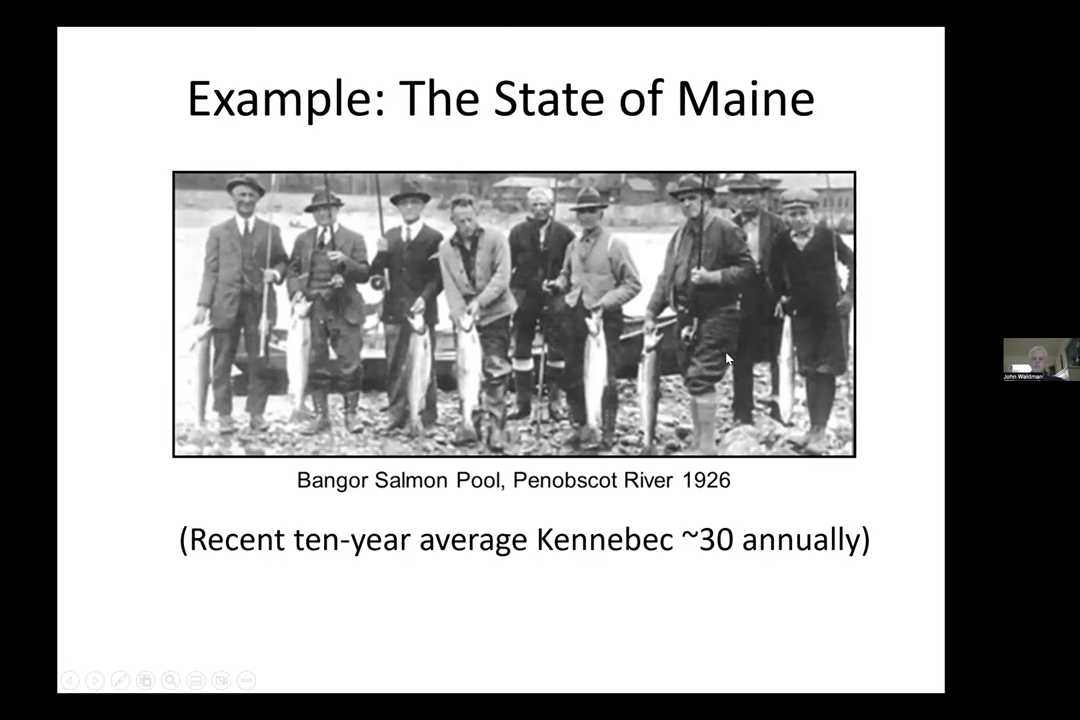 Example: The State of Maine
Bangor Salmon Pool, Penobscot River 1926
(Recent ten-year average Kennebec ~30 annually)
John Waldman